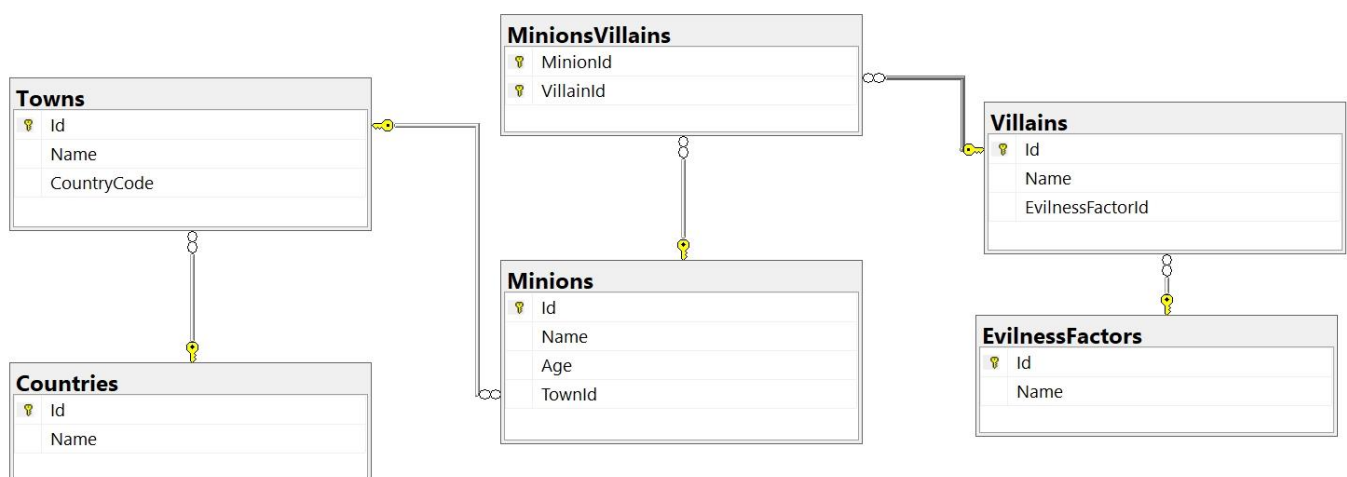 Towns
Id
Name
CountryCode
Countries
Id
Name
MinionsVillains
MinionId
VillainId
Minions
Id
Name
Age
TownId
Villains
Id
Name
EvilnessFactorId
EvilnessFactors
Id
Name